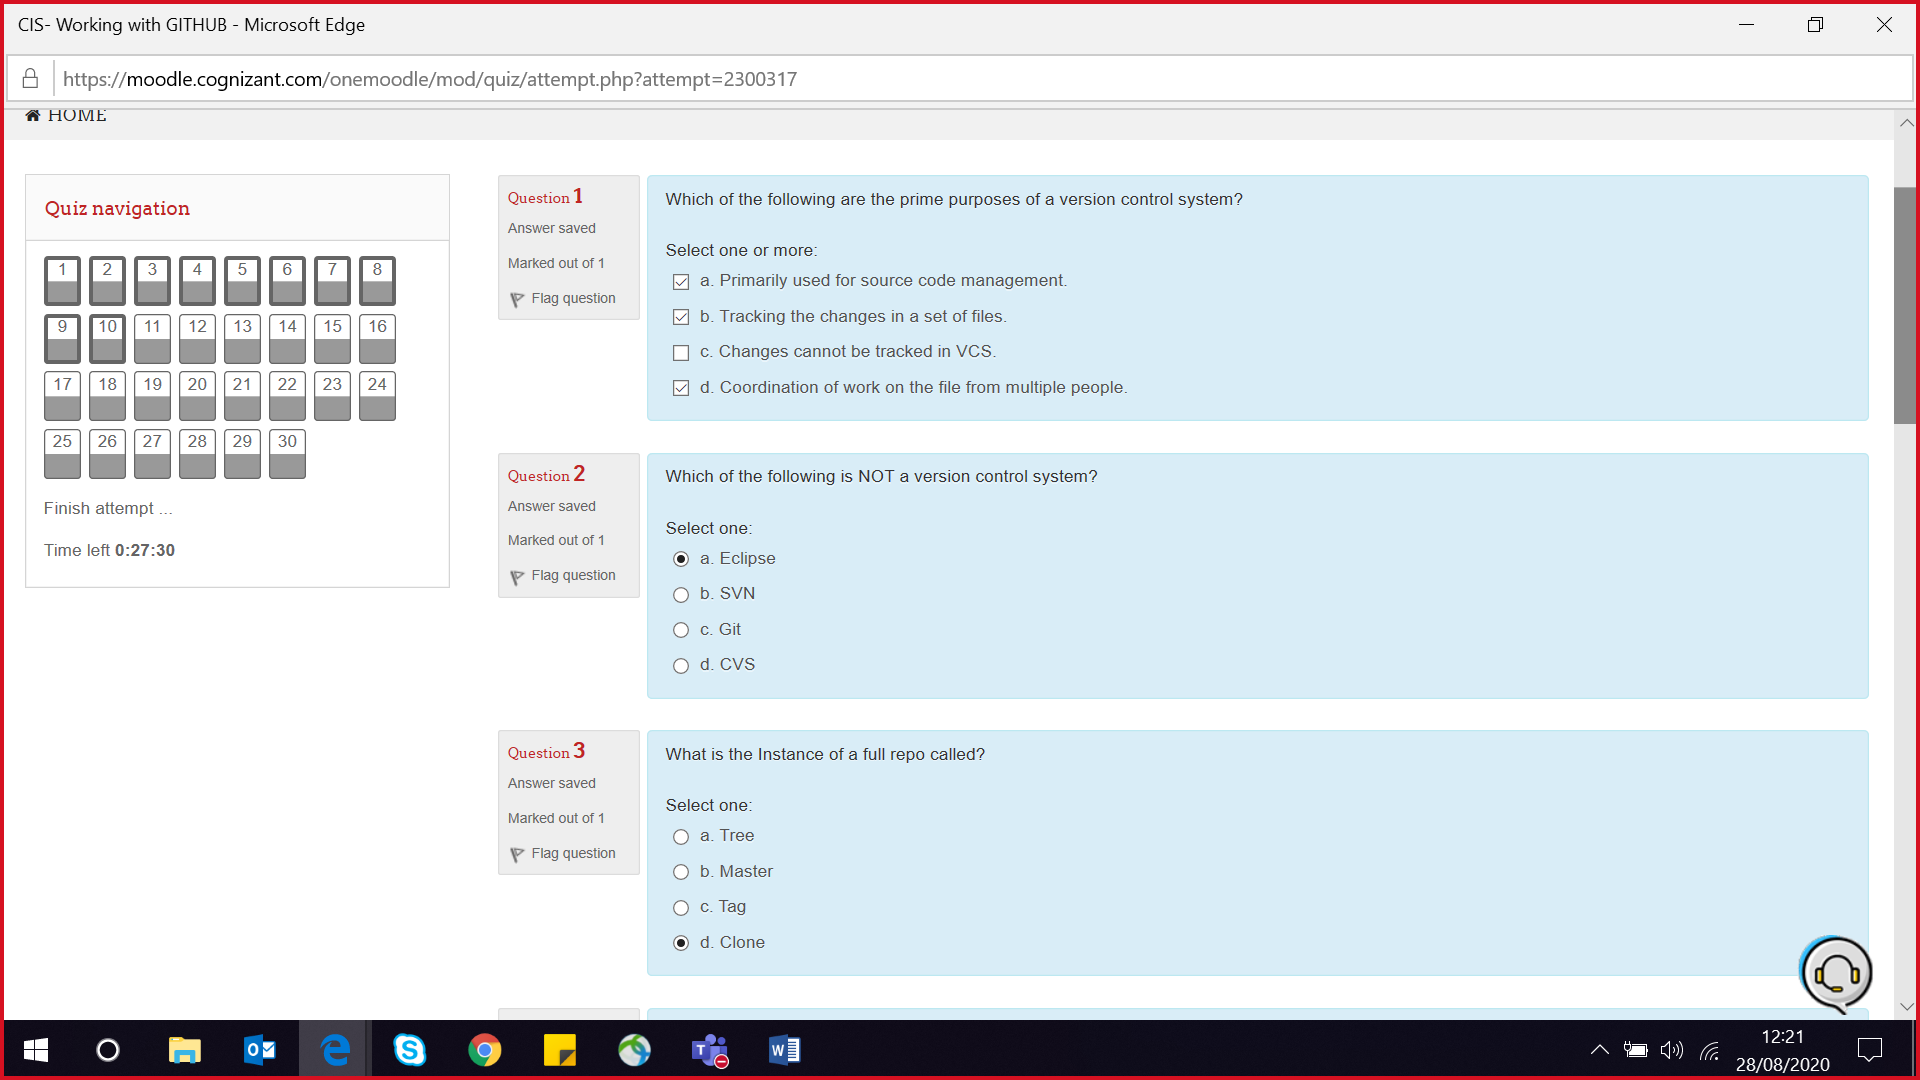 CIS- Working with GITHUB - Microsoft Edge
https://moodle.cognizant.com/onemoodle/mod/quiz/attempt.php?attempt=2300317
HOME
Quiz navigation
1 2 3 4 5 6 7 8
9 10 11 12 13 14 15 16
17 18 19 20 21 22 23 24
25 26 27 28 29 30
Finish attempt ...
Time left 0:27:30
Question 1
Answer saved
Marked out of 1
Flag question
Which of the following are the prime purposes of a version control system?
Select one or more:
a. Primarily used for source code management.
b. Tracking the changes in a set of files.
c. Changes cannot be tracked in VCS.
d. Coordination of work on the file from multiple people.
Question 2
Answer saved
Marked out of 1
Flag question
Which of the following is NOT a version control system?
Select one:
a. Eclipse
b. SVN
c. Git
d. CVS
Question 3
Answer saved
Marked out of 1
Flag question
What is the Instance of a full repo called?
Select one:
a. Tree
b. Master
c. Tag
d. Clone
12:21
28/08/2020